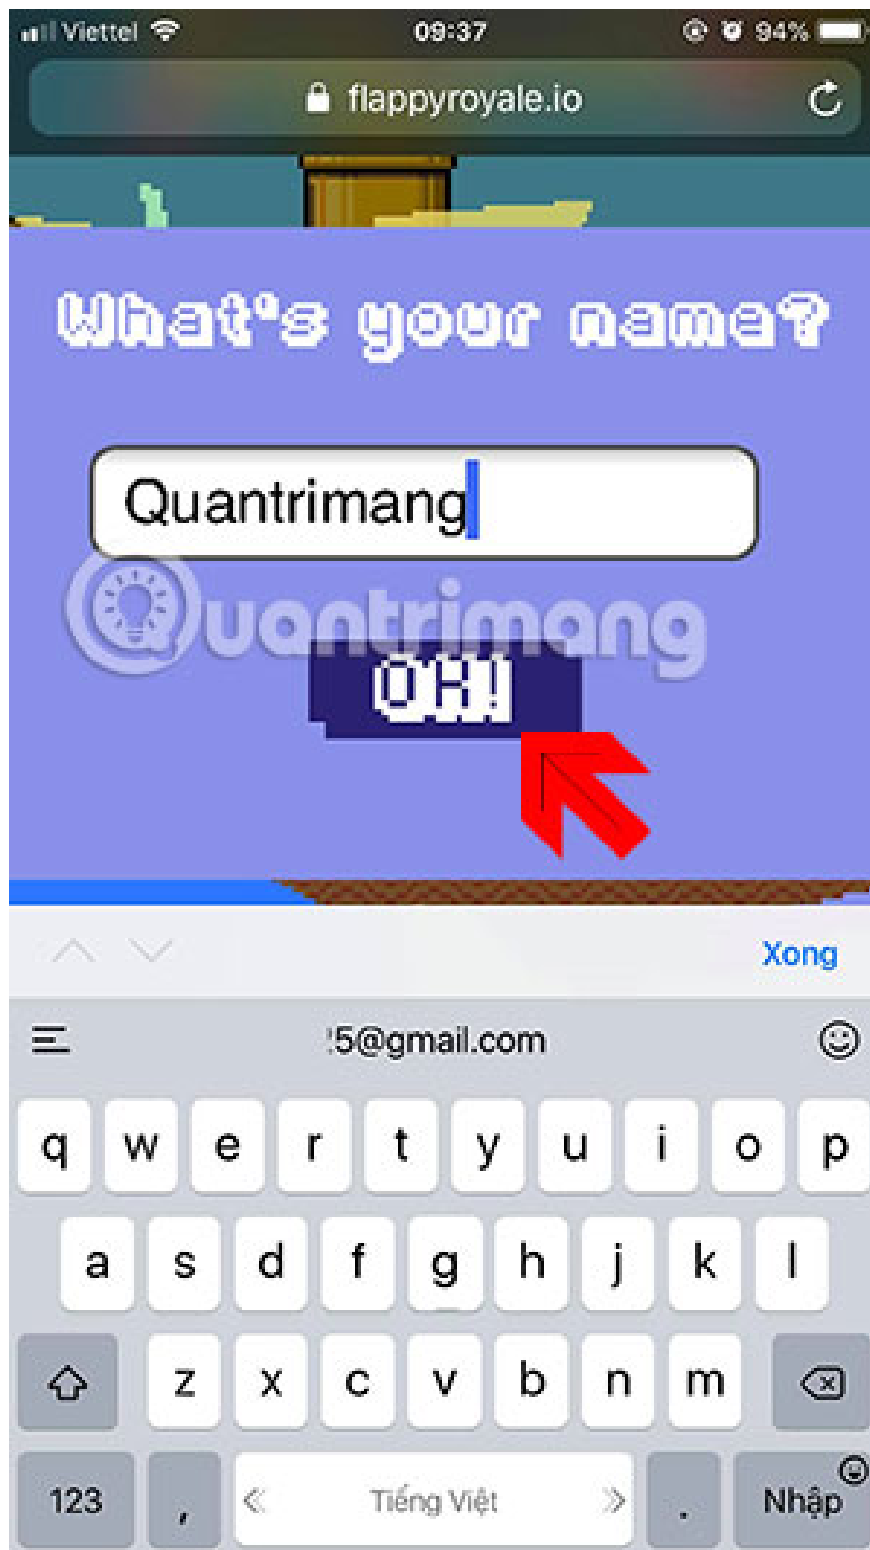 Viettel 09:37 94%
flappyroyale.io
What's your name?
Quantrimang
Quantrimang
OK!
Xong
5@gmail.com
q w e r t y u i o p
a s d f g h j k l
z x c v b n m
123 , Tiếng Việt . Nhập